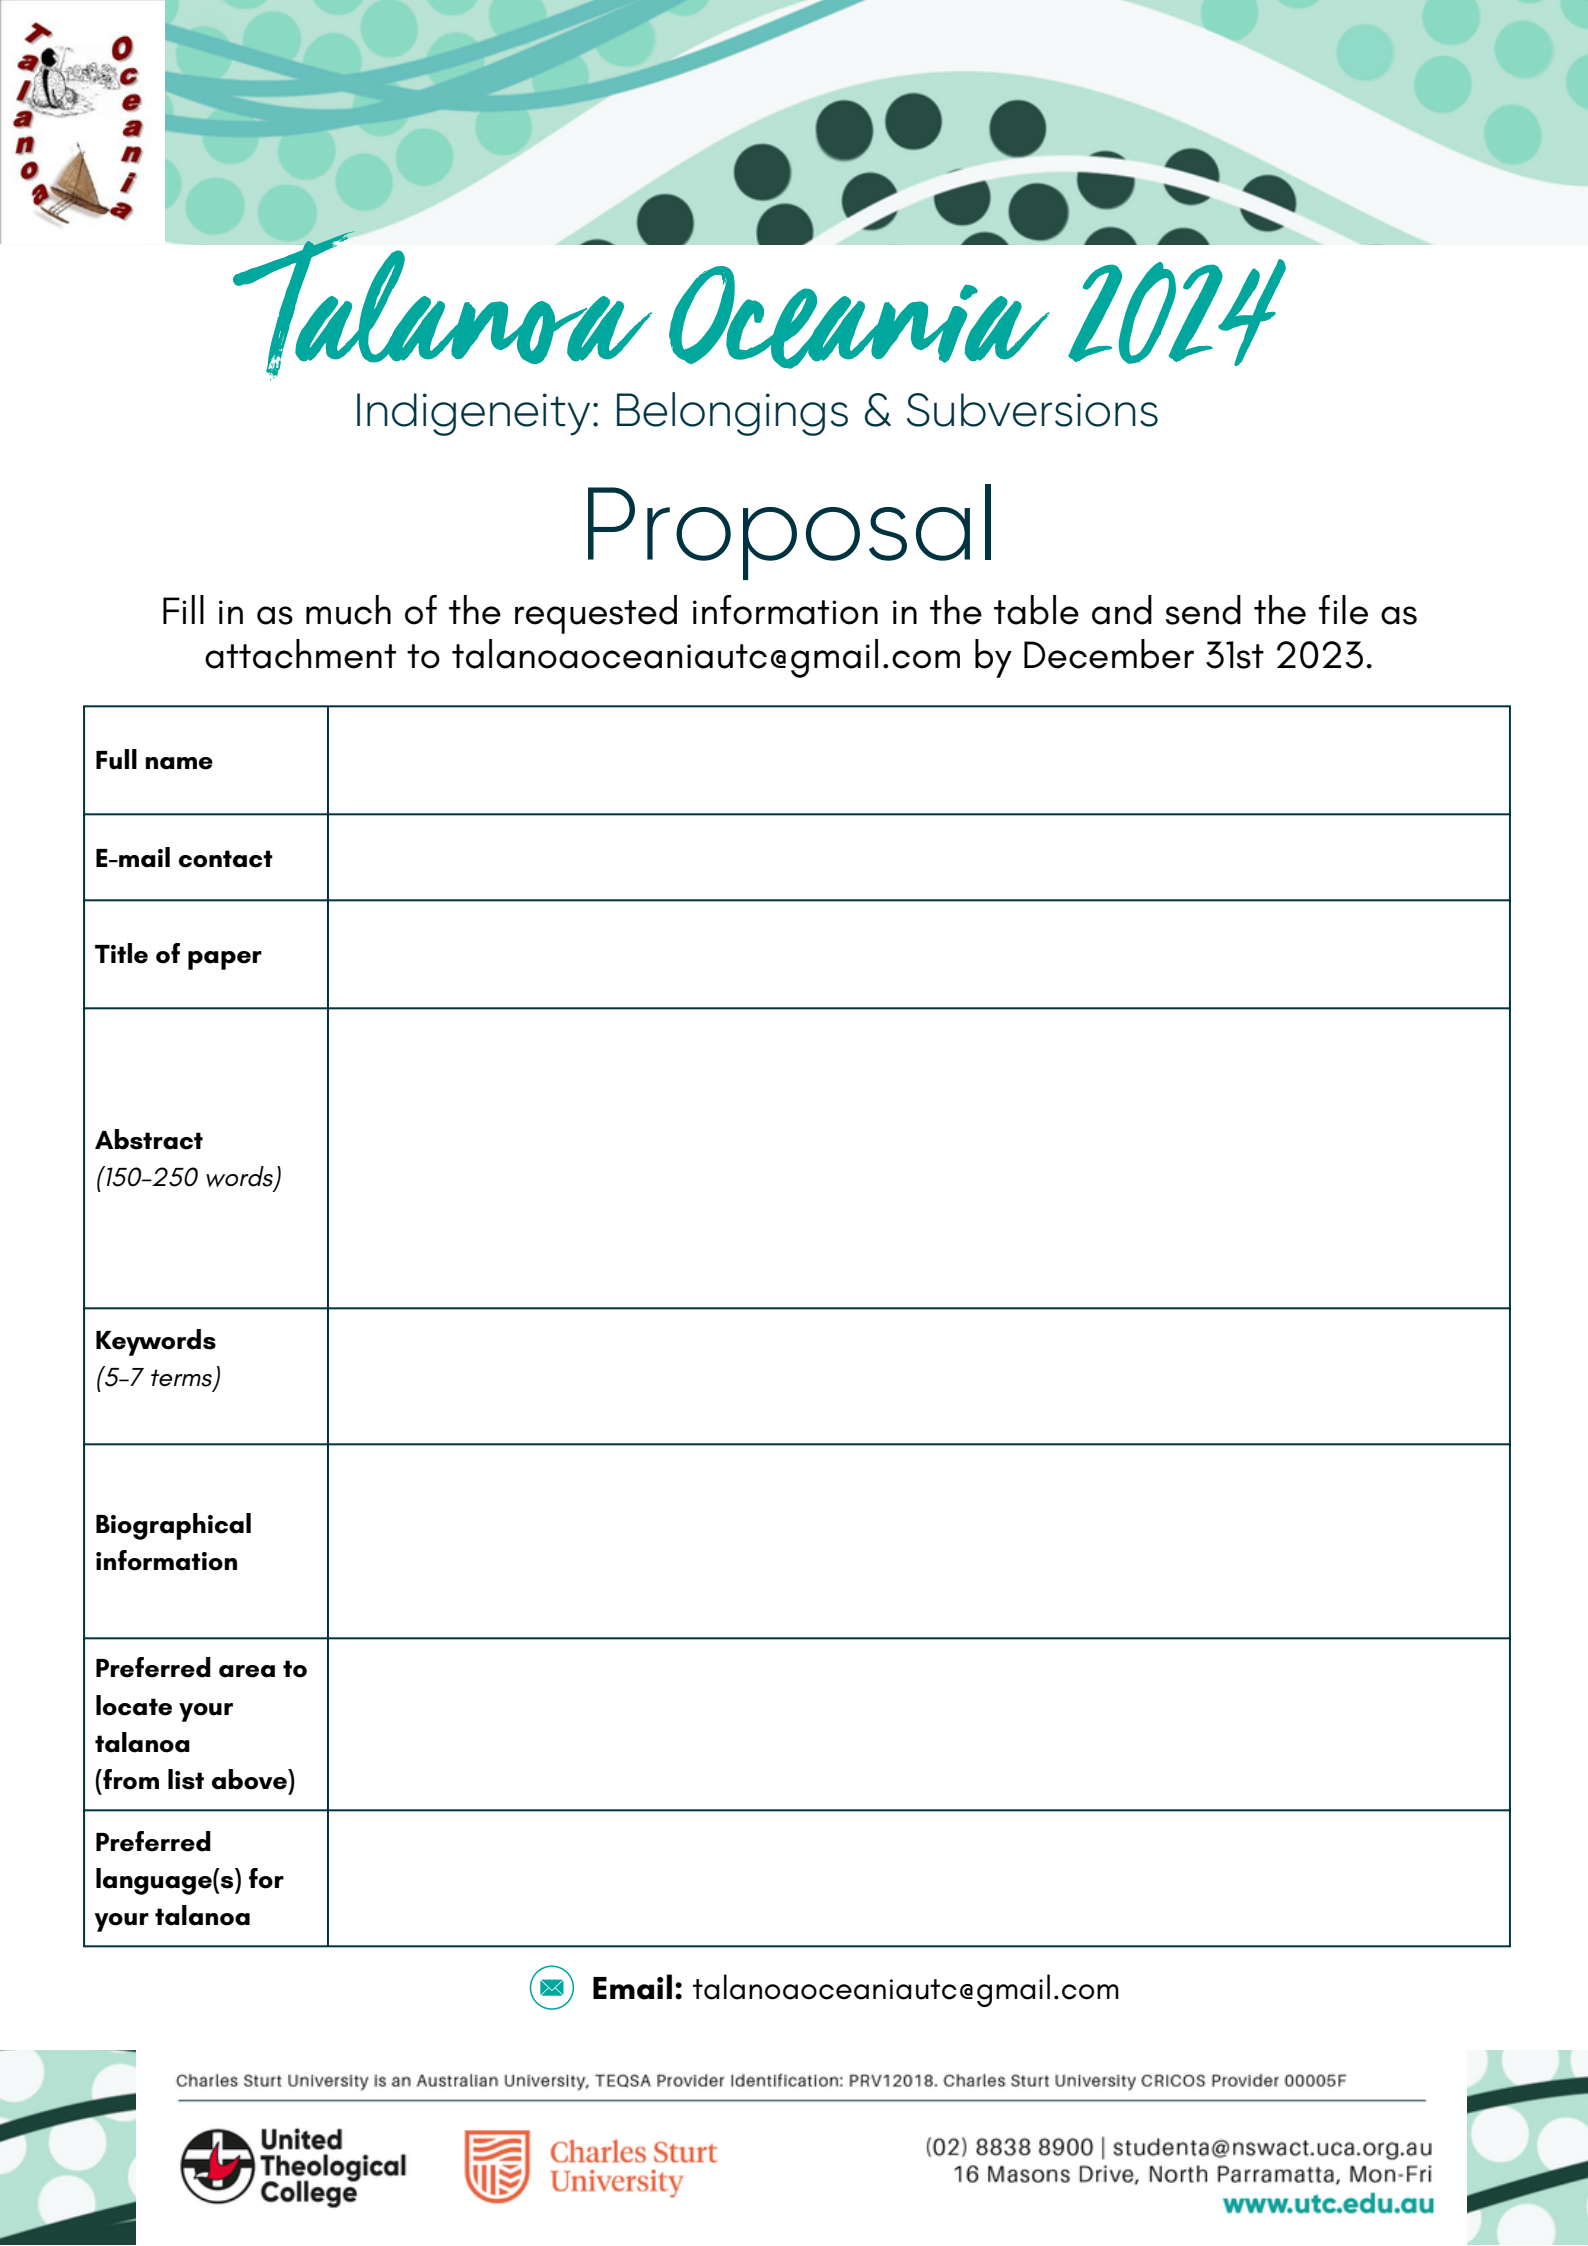 Talanoa
Oceania
Talanoa Oceania 2024
Indigeneity: Belongings & Subversions
Proposal
Fill in as much of the requested information in the table and send the file as
attachment to talanoaoceaniautc@gmail.com by December 31st 2023.
Full name
E-mail contact
Title of paper
Abstract
(150-250 words)
Keywords
(5-7 terms)
Biographical
information
Preferred area to
locate your
talanoa
(from list above)
Preferred
language(s) for
your talanoa
Email: talanoaoceaniautc@gmail.com
Charles Sturt University is an Australian University, TEQSA Provider Identification: PRV12018. Charles Sturt University CRICOS Provider 00005F
United
Theological
College
Charles Sturt
University
(02) 8838 8900 | studenta@nswact.uca.org.au
16 Masons Drive, North Parramatta, Mon-Fri
www.utc.edu.au